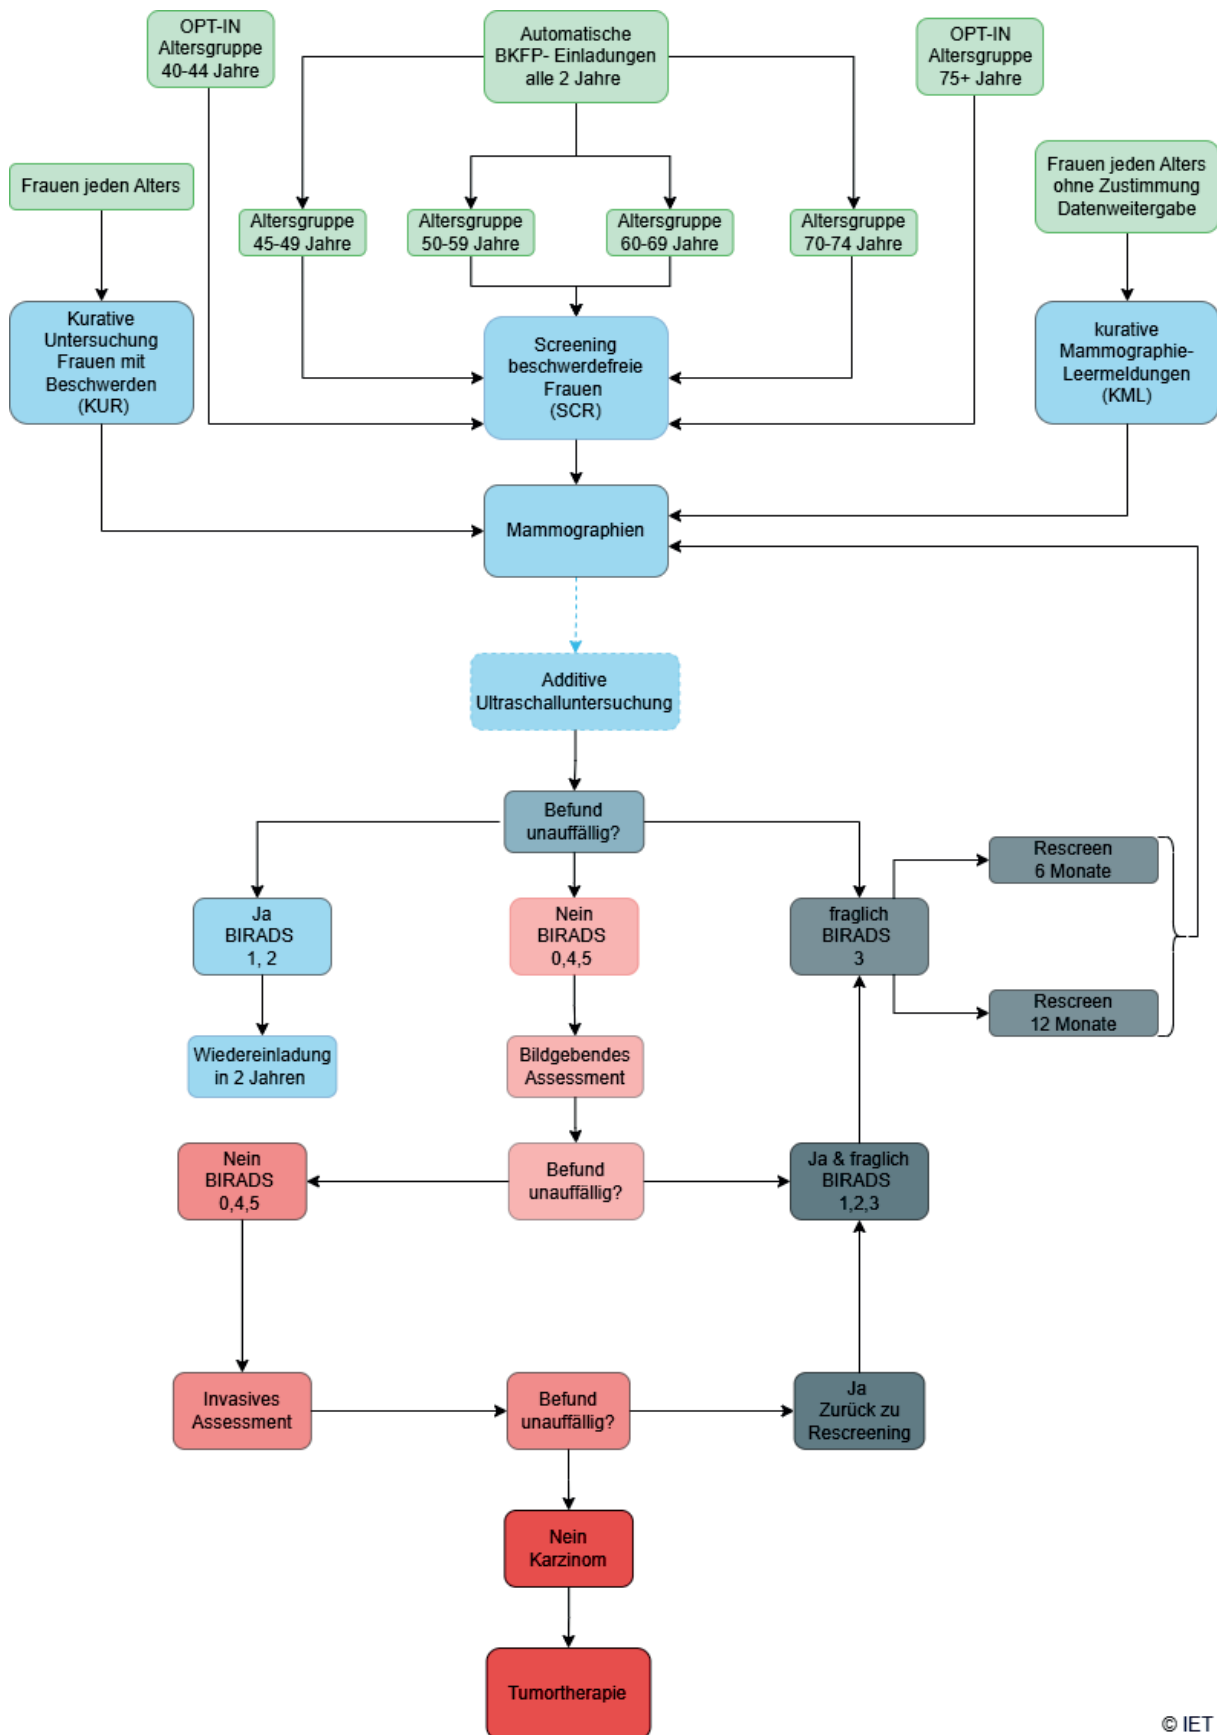 OPT-IN
Altersgruppe
40-44 Jahre
Automatische
BKFP- Einladungen
alle 2 Jahre
OPT-IN
Altersgruppe
75+ Jahre
Frauen jeden Alters
Frauen jeden Alters
ohne Zustimmung
Datenweitergabe
Altersgruppe
45-49 Jahre
Altersgruppe
50-59 Jahre
Altersgruppe
60-69 Jahre
Altersgruppe
70-74 Jahre
Kurative
Untersuchung
Frauen mit
Beschwerden
(KUR)
Screening
beschwerdefreie
Frauen
(SCR)
kurative
Mammographie-
Leermeldungen
(KML)
Mammographien
Additive
Ultraschalluntersuchung
Befund
unauffällig?
Rescreen
6 Monate
Ja
BIRADS
1, 2
Nein
BIRADS
0,4,5
fraglich
BIRADS
3
Rescreen
12 Monate
Wiedereinladung
in 2 Jahren
Bildgebendes
Assessment
Nein
BIRADS
0,4,5
Befund
unauffällig?
Ja & fraglich
BIRADS
1,2,3
Invasives
Assessment
Befund
unauffällig?
Ja
Zurück zu
Rescreening
Nein
Karzinom
Tumortherapie
© IET